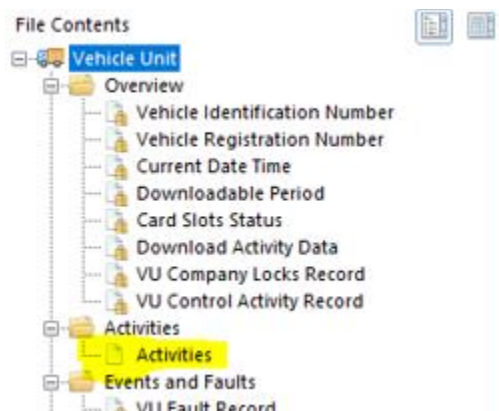 File Contents
Vehicle Unit
Overview
Vehicle Identification Number
Vehicle Registration Number
Current Date Time
Downloadable Period
Card Slots Status
Download Activity Data
VU Company Locks Record
VU Control Activity Record
Activities
Activities
Events and Faults
VU Fault Record